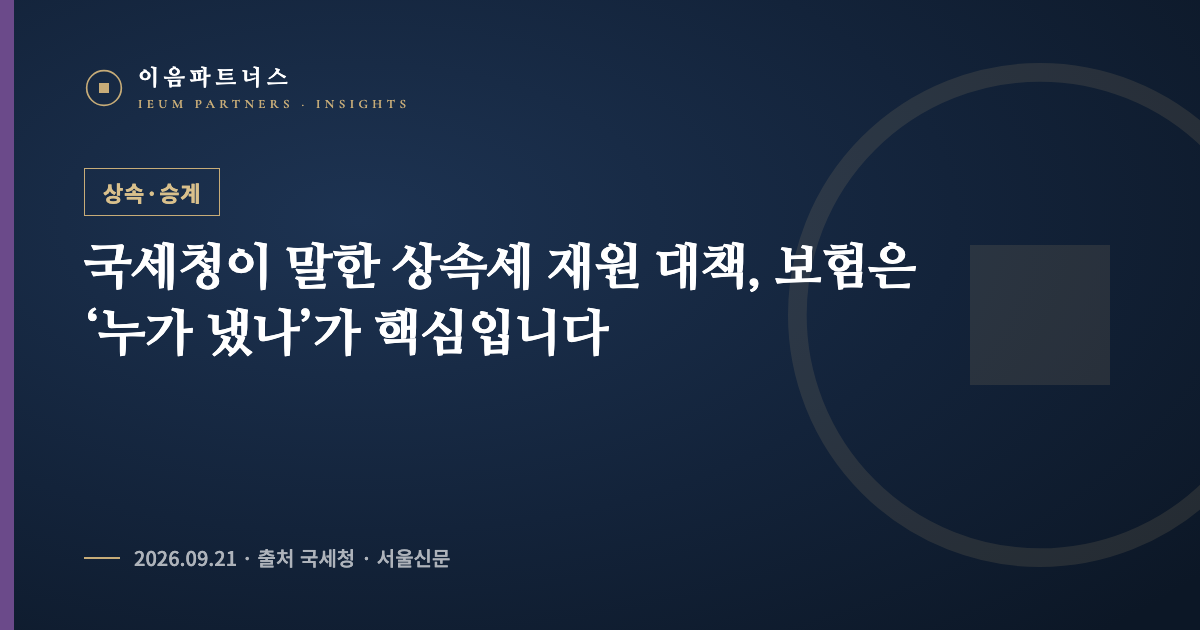 이음파트너스
IEUM PARTNERS · INSIGHTS
상속·승계
국세청이 말한 상속세 재원 대책, 보험은
‘누가 냈나’가 핵심입니다
2026.09.21 · 출처 국세청 · 서울신문